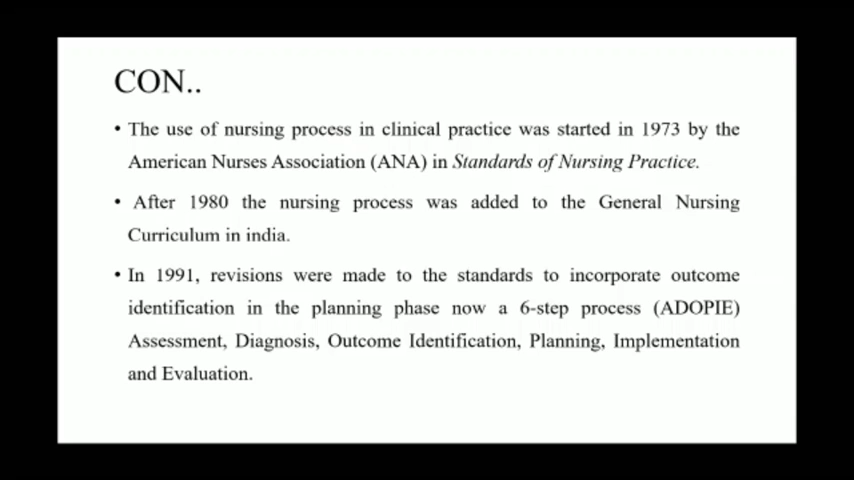 CON..
• The use of nursing process in clinical practice was started in 1973 by the
American Nurses Association (ANA) in Standards of Nursing Practice.
• After 1980 the nursing process was added to the General Nursing
Curriculum in india.
• In 1991, revisions were made to the standards to incorporate outcome
identification in the planning phase now a 6-step process (ADOPIE)
Assessment, Diagnosis, Outcome Identification, Planning, Implementation
and Evaluation.